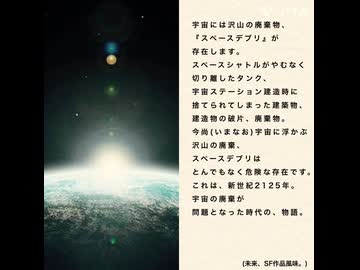 宇宙には沢山の廃棄物、
『スペースデブリ』が
存在します。
スペースシャトルがやむなく
切り離したタンク、
宇宙ステーション建造時に
捨てられてしまった建築物、
建造物の破片、廃棄物。
今尚(いまなお)宇宙に浮かぶ
沢山の廃棄、
スペースデブリは
とんでもなく危険な存在です。
これは、新世紀2125年。
宇宙の廃棄が
問題となった時代の、物語。
(未来、SF作品風味。)